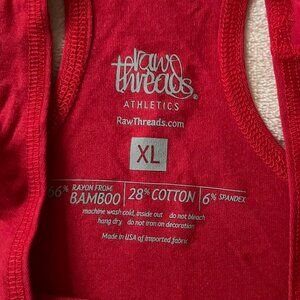 raw
threads®
ATHLETICS
RawThreads.com
XL
66% RAYON FROM BAMBOO | 28% COTTON | 6% SPANDEX
machine wash cold, inside out do not bleach
hang dry do not iron on decoration
Made in USA of imported fabric